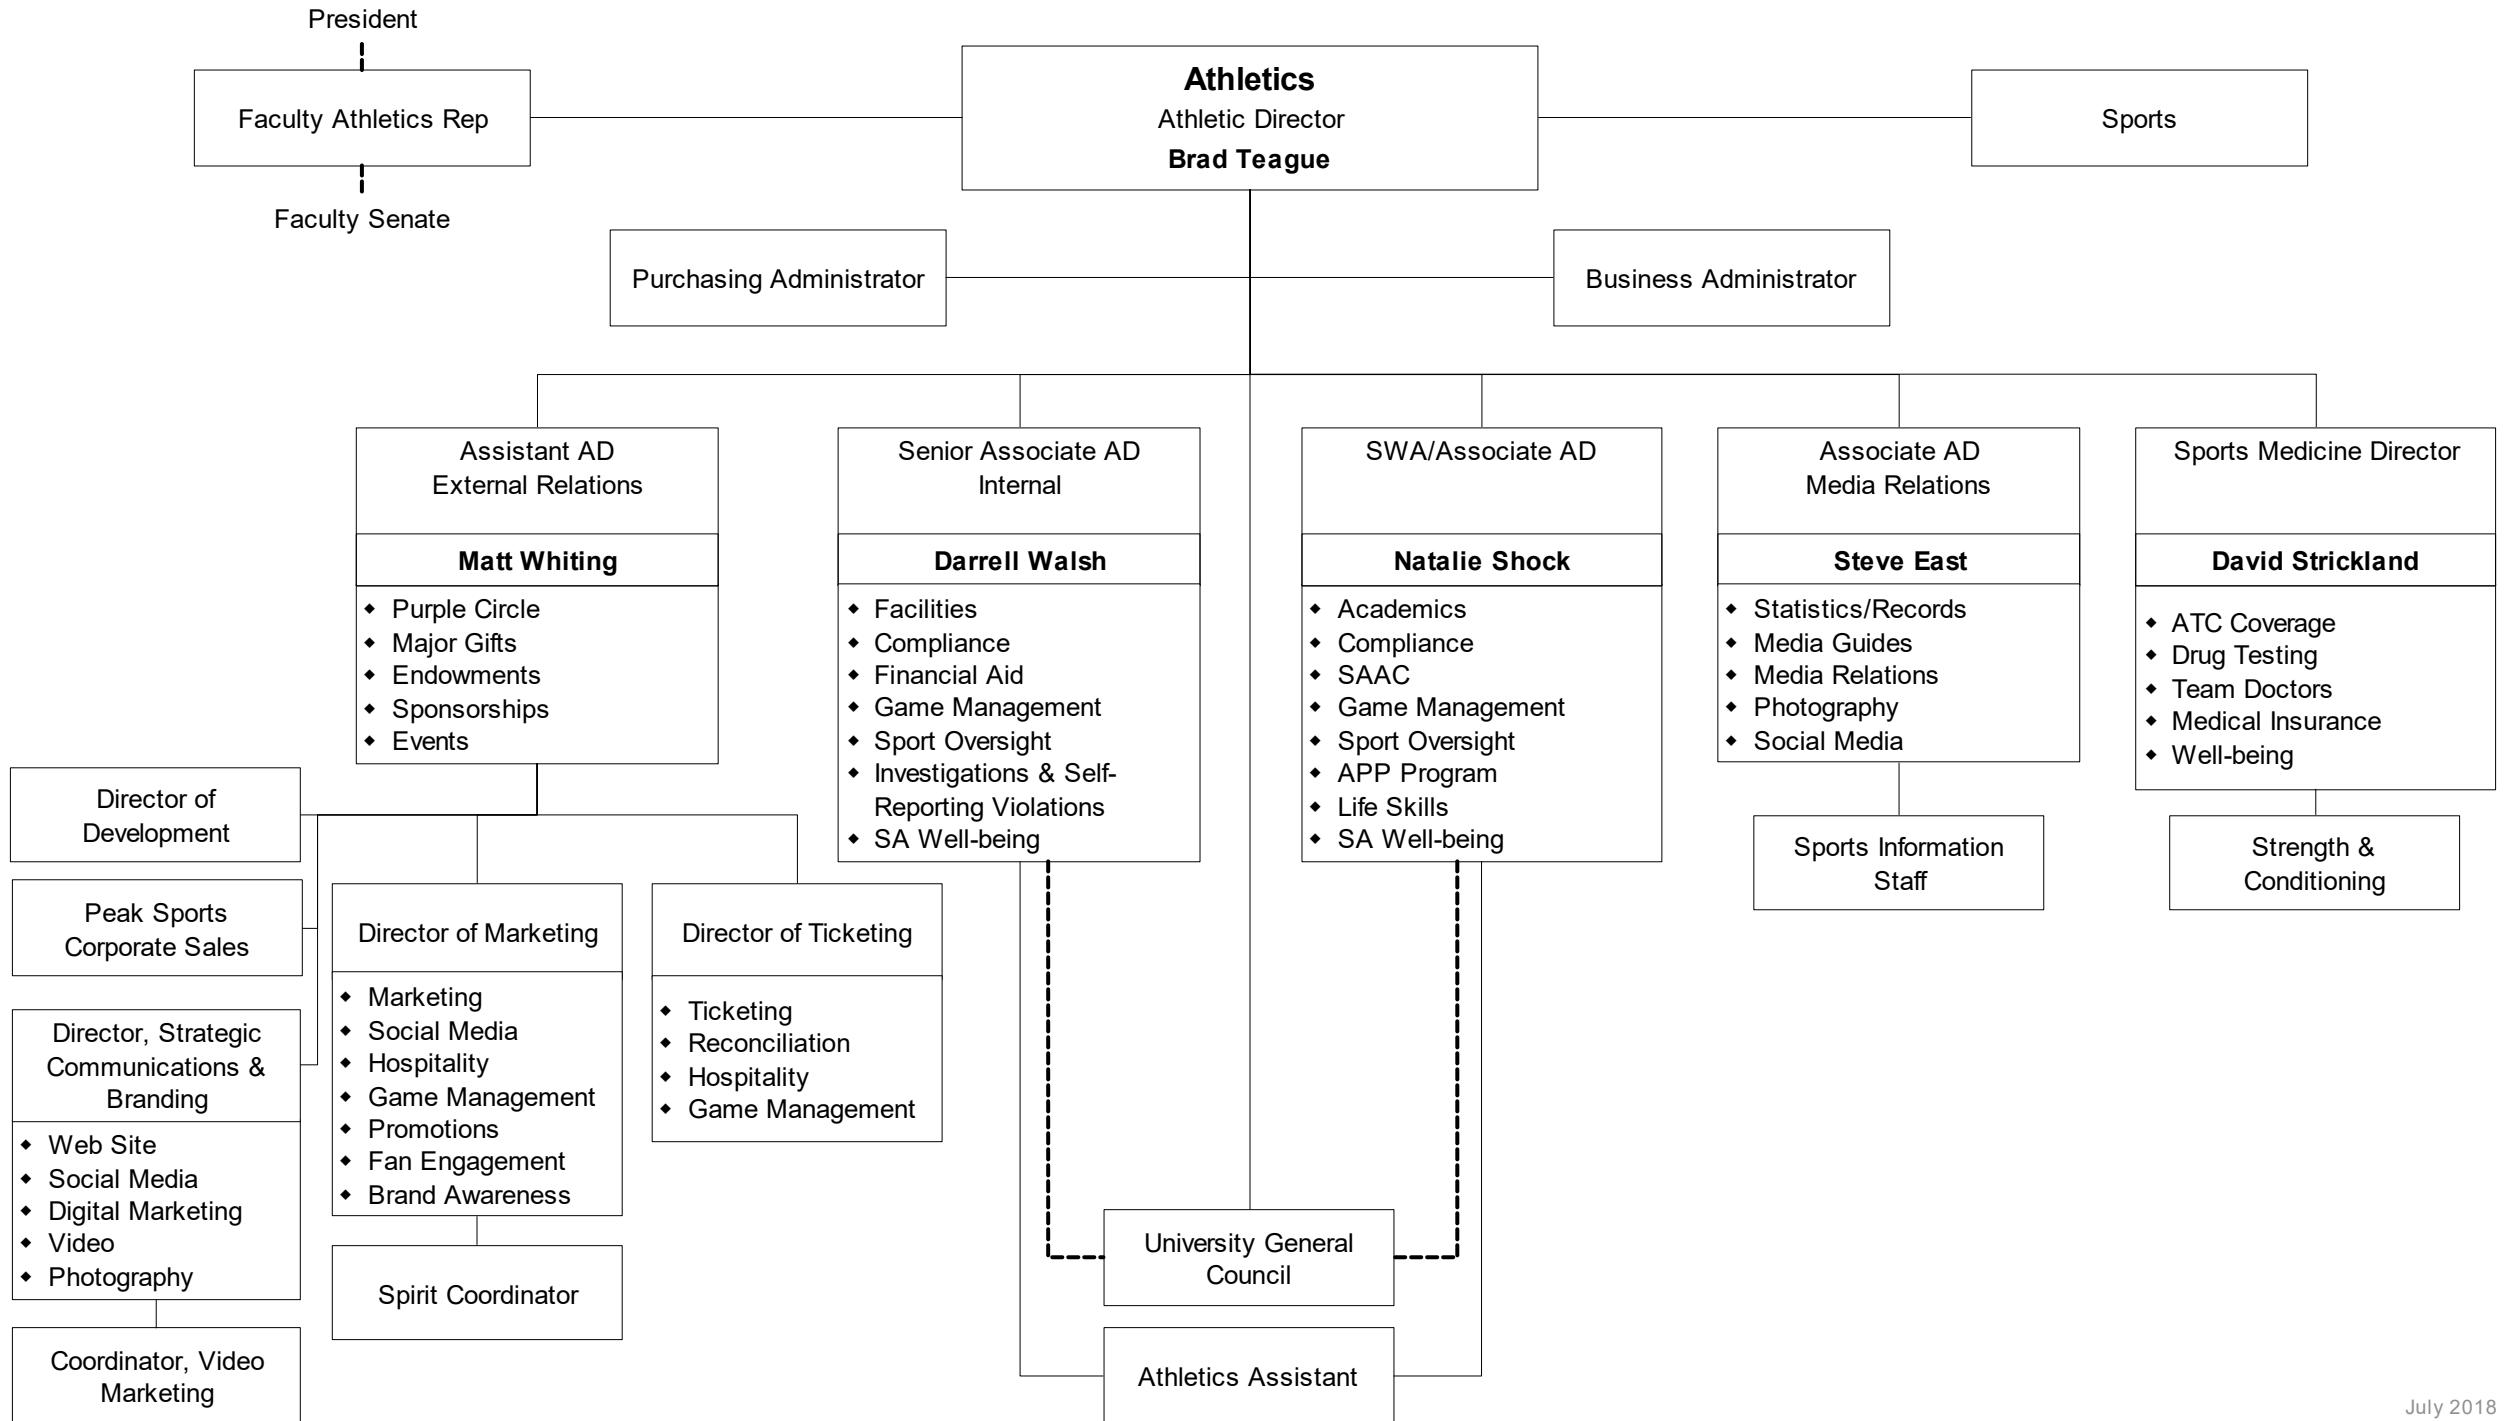 President
Athletics
Athletic Director
Brad Teague
Faculty Athletics Rep
Sports
Faculty Senate
Purchasing Administrator
Business Administrator
Assistant AD
External Relations
Matt Whiting
Purple Circle
Major Gifts
Endowments
Sponsorships
Events
Senior Associate AD
Internal
Darrell Walsh
Facilities
Compliance
Financial Aid
Game Management
Sport Oversight
Investigations & Self-
Reporting Violations
SA Well-being
SWA/Associate AD
Natalie Shock
Academics
Compliance
SAAC
Game Management
Sport Oversight
APP Program
Life Skills
SA Well-being
Associate AD
Media Relations
Steve East
Statistics/Records
Media Guides
Media Relations
Photography
Social Media
Sports Medicine Director
David Strickland
ATC Coverage
Drug Testing
Team Doctors
Medical Insurance
Well-being
Director of
Development
Peak Sports
Corporate Sales
Director, Strategic
Communications &
Branding
Web Site
Social Media
Digital Marketing
Video
Photography
Coordinator, Video
Marketing
Director of Marketing
Marketing
Social Media
Hospitality
Game Management
Promotions
Fan Engagement
Brand Awareness
Spirit Coordinator
Director of Ticketing
Ticketing
Reconciliation
Hospitality
Game Management
Sports Information
Staff
Strength &
Conditioning
University General
Council
Athletics Assistant
July 2018